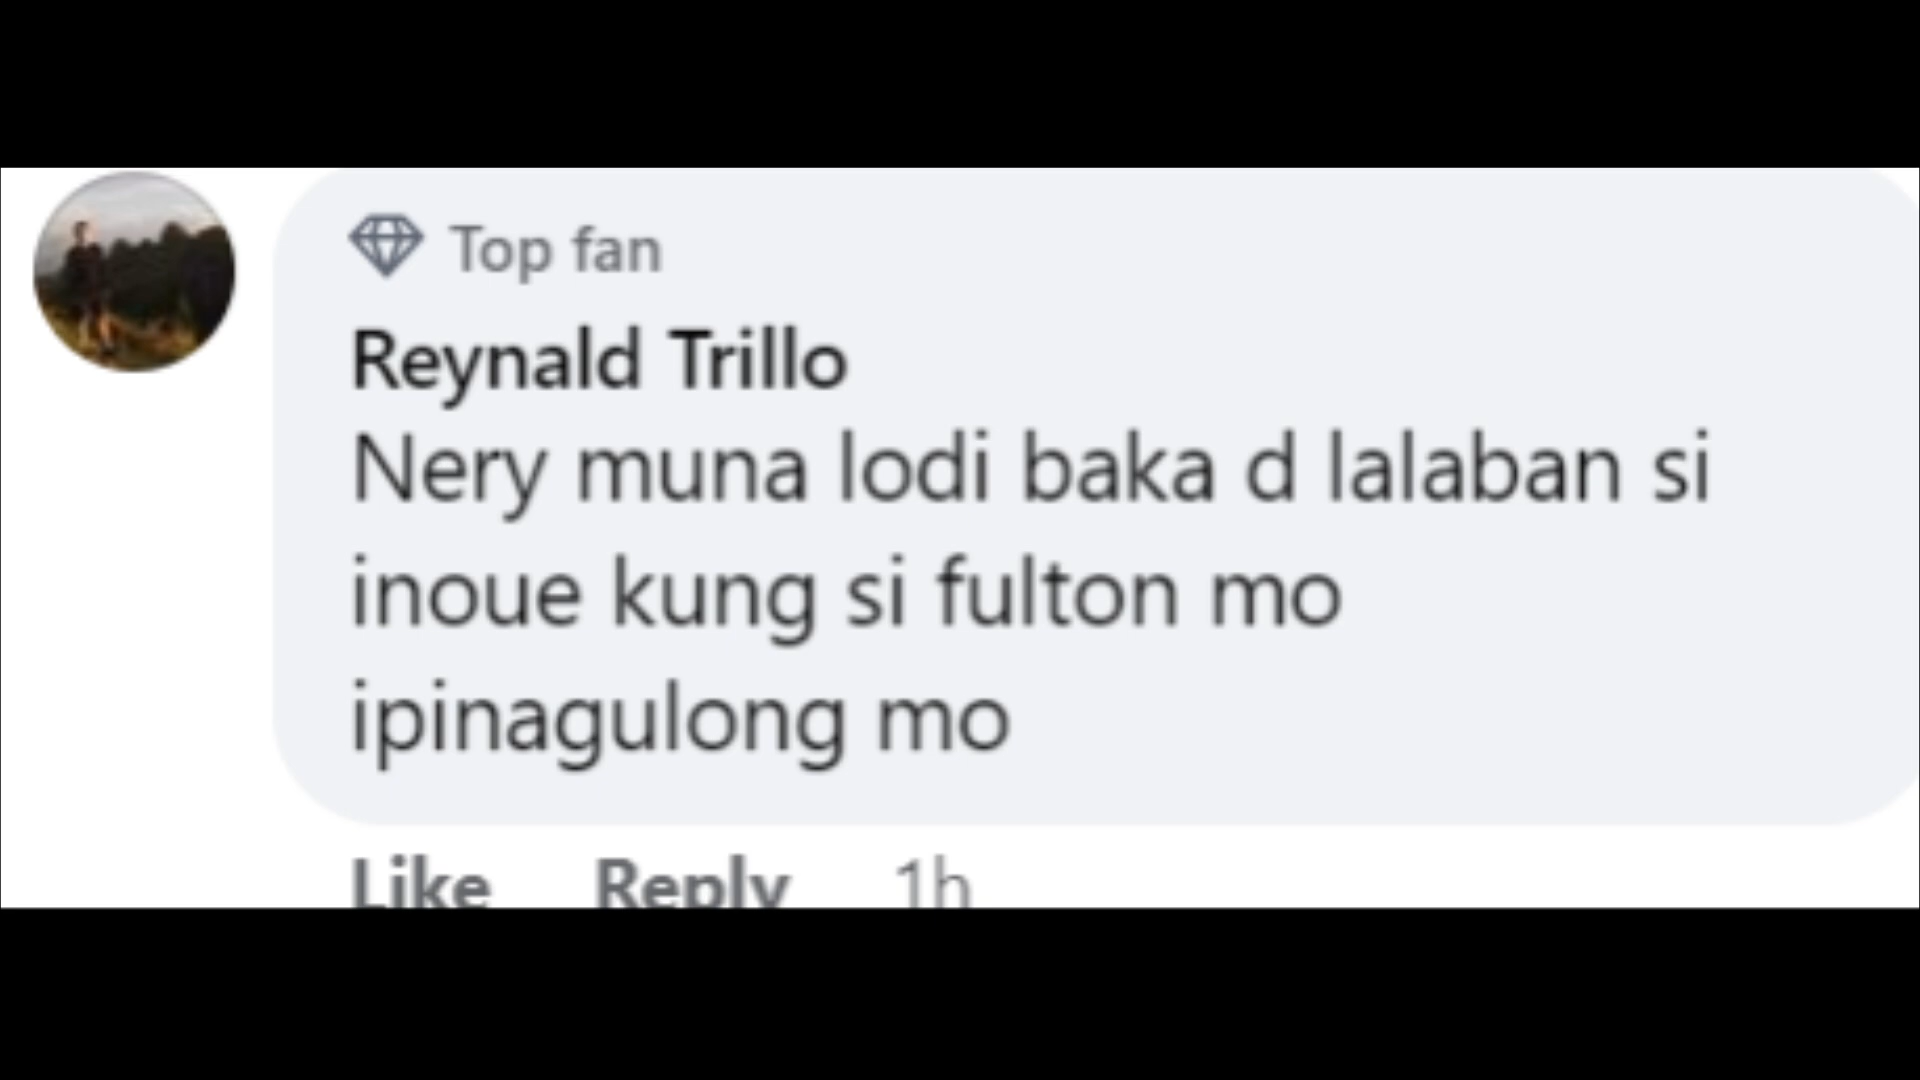 Top fan
Reynald Trillo
Nery muna lodi baka d lalaban si
inoue kung si fulton mo
ipinagulong mo
Like Reply 1h